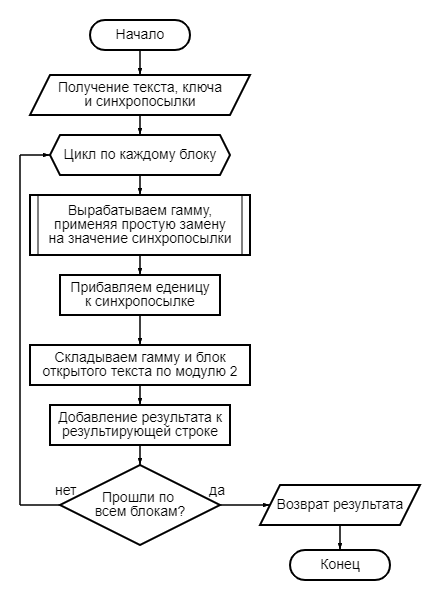 Начало
Получение текста, ключа
и синхропосылки
Цикл по каждому блоку
Вырабатываем гамму,
применяя простую замену
на значение синхропосылки
Прибавляем еденицу
к синхропосылке
Складываем гамму и блок
открытого текста по модулю 2
Добавление результата к
результирующей строке
нет
Прошли по
всем блокам?
да
Возврат результата
Конец